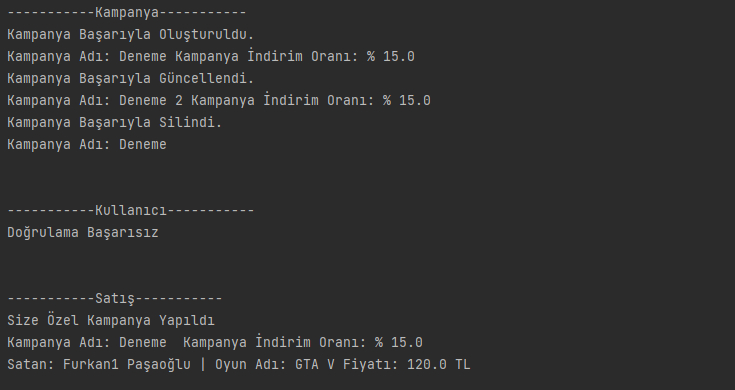 -----------Kampanya-----------
Kampanya Başarıyla Oluşturuldu.
Kampanya Adı: Deneme Kampanya İndirim Oranı: % 15.0
Kampanya Başarıyla Güncellendi.
Kampanya Adı: Deneme 2 Kampanya İndirim Oranı: % 15.0
Kampanya Başarıyla Silindi.
Kampanya Adı: Deneme
-----------Kullanıcı-----------
Doğrulama Başarısız
-----------Satış-----------
Size Özel Kampanya Yapıldı
Kampanya Adı: Deneme  Kampanya İndirim Oranı: % 15.0
Satan: Furkan1 Paşaoğlu | Oyun Adı: GTA V Fiyatı: 120.0 TL